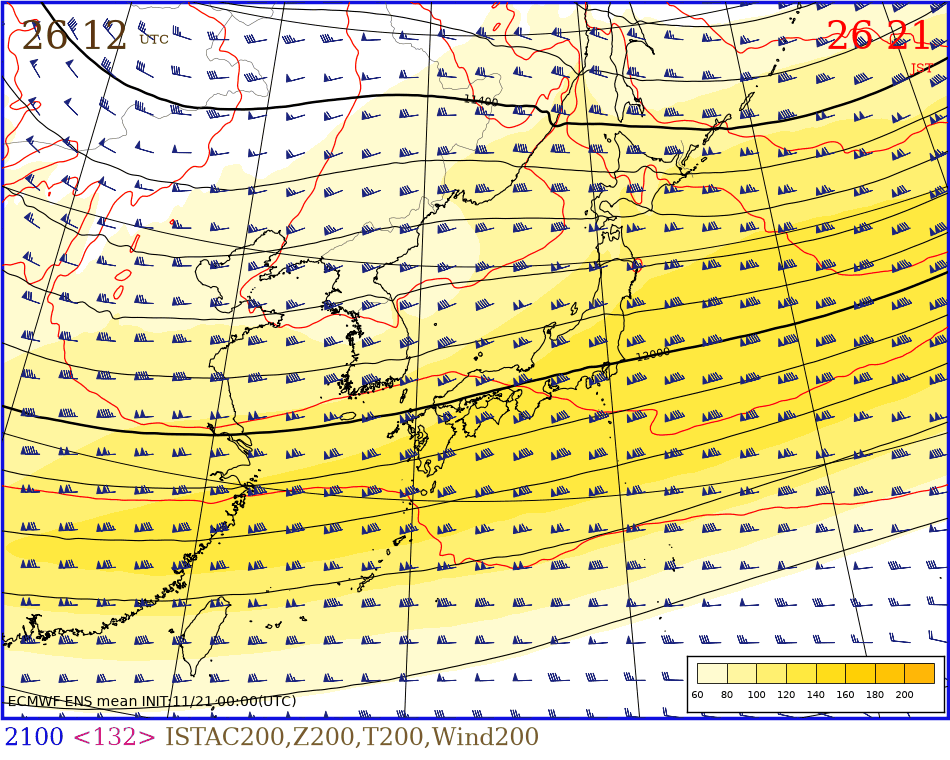 26 12 UTC
26 21
JST
11400
12000
60 80 100 120 140 160 180 200
ECMWF ENS mean INIT:11/21 00:00(UTC)
2100 <132> ISTAC200,Z200,T200,Wind200